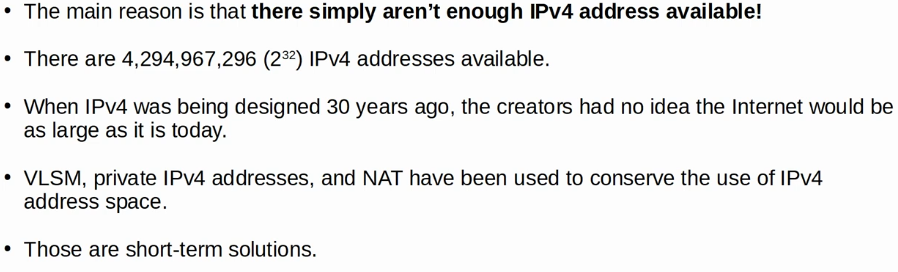 • The main reason is that there simply aren’t enough IPv4 address available!
• There are 4,294,967,296 (2³²) IPv4 addresses available.
• When IPv4 was being designed 30 years ago, the creators had no idea the Internet would be
as large as it is today.
• VLSM, private IPv4 addresses, and NAT have been used to conserve the use of IPv4
address space.
• Those are short-term solutions.